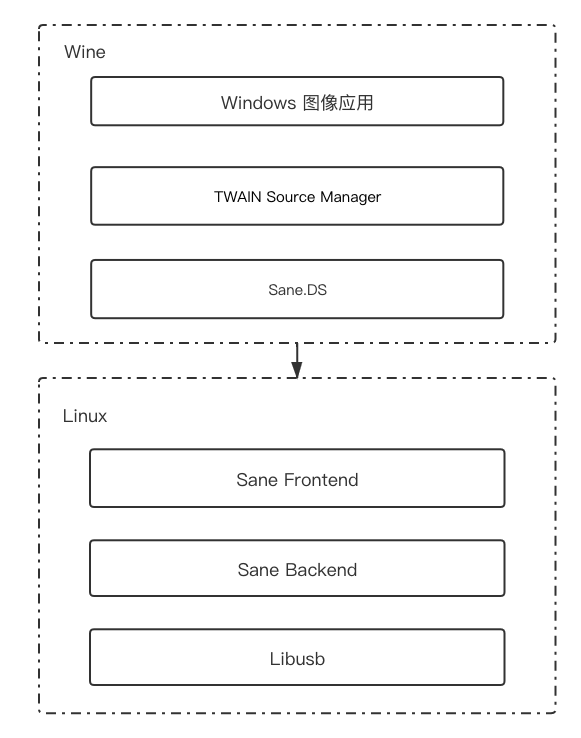 Wine
Windows 图像应用
TWAIN Source Manager
Sane.DS
Linux
Sane Frontend
Sane Backend
Libusb